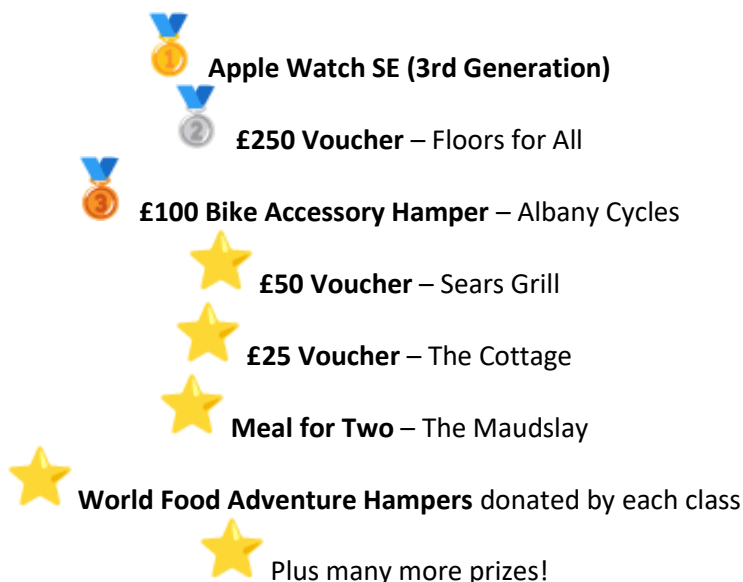 🥇 Apple Watch SE (3rd Generation)
🥈 £250 Voucher – Floors for All
🥉 £100 Bike Accessory Hamper – Albany Cycles
⭐ £50 Voucher – Sears Grill
⭐ £25 Voucher – The Cottage
⭐ Meal for Two – The Maudslay
⭐ World Food Adventure Hampers donated by each class
⭐ Plus many more prizes!